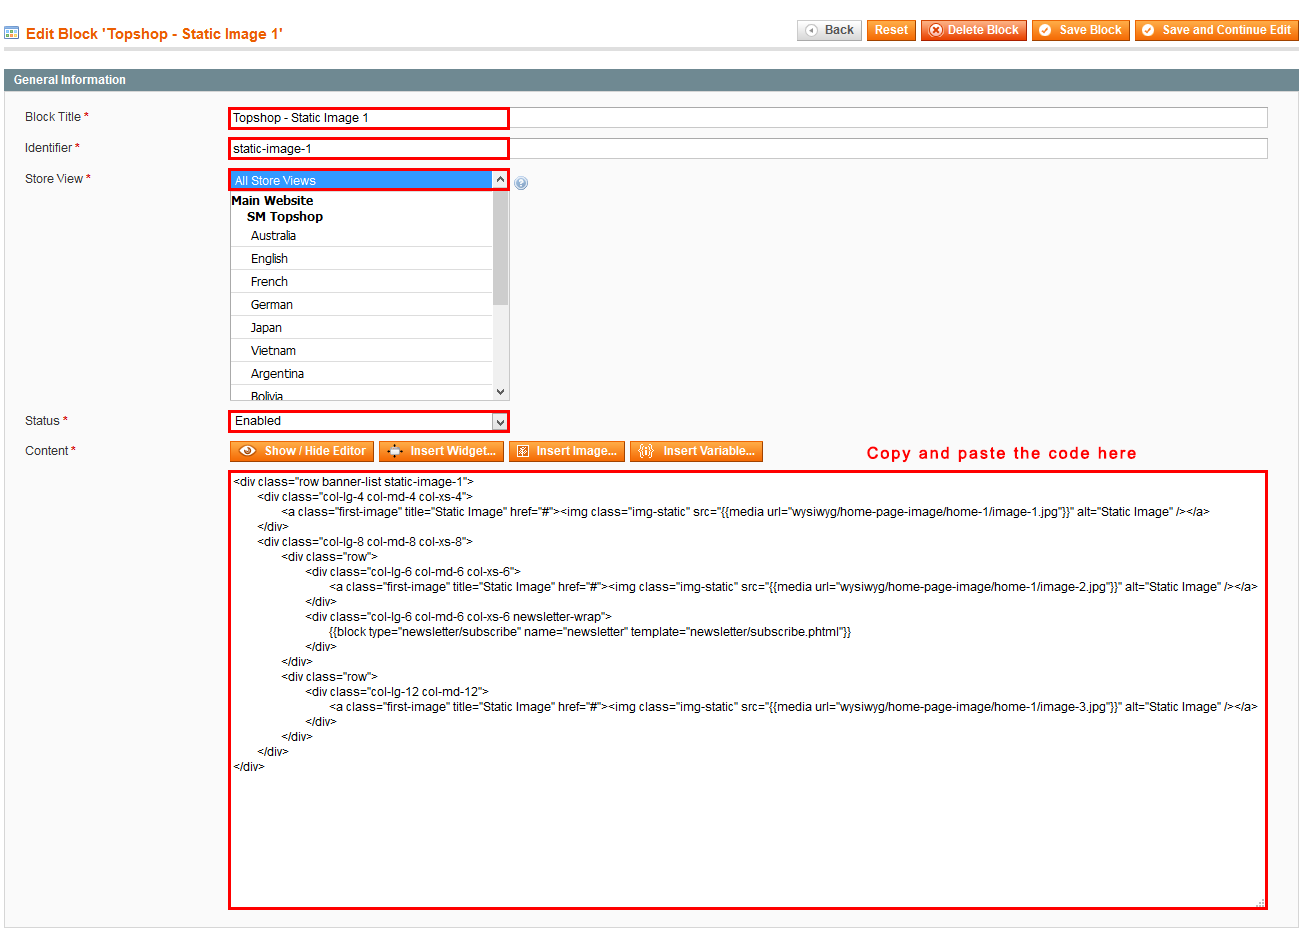 Edit Block 'Topshop - Static Image 1'
Back Reset Delete Block Save Block Save and Continue Edit
General Information
Block Title * Topshop - Static Image 1
Identifier * static-image-1
Store View * All Store Views
Main Website
SM Topshop
Australia
English
French
German
Japan
Vietnam
Argentina
Bolivia
Status * Enabled
Content * Show / Hide Editor Insert Widget... Insert Image... Insert Variable... Copy and paste the code here
<div class="row banner-list static-image-1">
<div class="col-lg-4 col-md-4 col-xs-4">
<a class="first-image" title="Static Image" href="#"><img class="img-static" src="{{media url="wysiwyg/home-page-image/home-1/image-1.jpg"}}" alt="Static Image" /></a>
</div>
<div class="col-lg-8 col-md-8 col-xs-8">
<div class="row">
<div class="col-lg-6 col-md-6 col-xs-6">
<a class="first-image" title="Static Image" href="#"><img class="img-static" src="{{media url="wysiwyg/home-page-image/home-1/image-2.jpg"}}" alt="Static Image" /></a>
</div>
<div class="col-lg-6 col-md-6 col-xs-6 newsletter-wrap">
{{block type="newsletter/subscribe" name="newsletter" template="newsletter/subscribe.phtml"}}
</div>
</div>
<div class="row">
<div class="col-lg-12 col-md-12">
<a class="first-image" title="Static Image" href="#"><img class="img-static" src="{{media url="wysiwyg/home-page-image/home-1/image-3.jpg"}}" alt="Static Image" /></a>
</div>
</div>
</div>
</div>